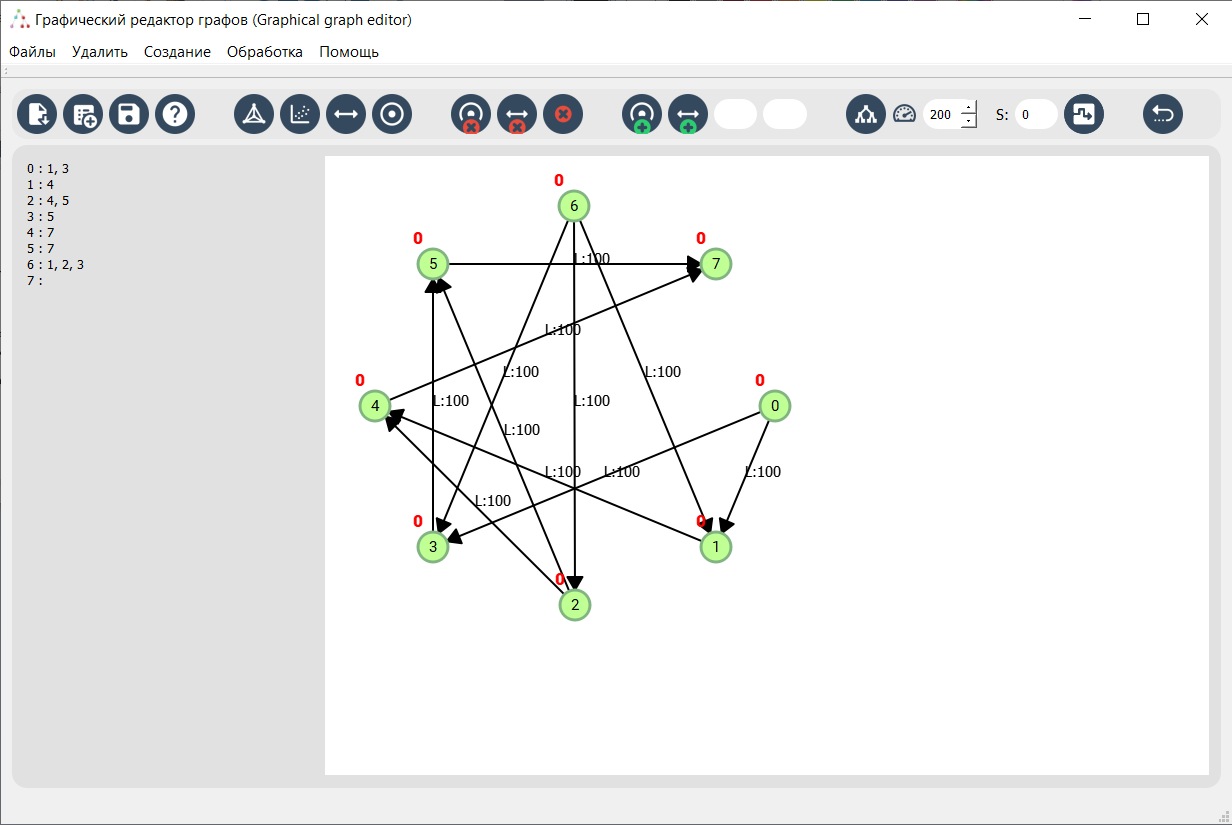 Графический редактор графов (Graphical graph editor)
Файлы Удалить Создание Обработка Помощь
200 S: 0
0 : 1, 3
1 : 4
2 : 4, 5
3 : 5
4 : 7
5 : 7
6 : 1, 2, 3
7 :
0
6
0
0
5
L:100
7
L:100
L:100
L:100
0
0
4
L:100
L:100
0
L:100
L:100
L:100
L:100
L:100
0
0
3
1
0
2